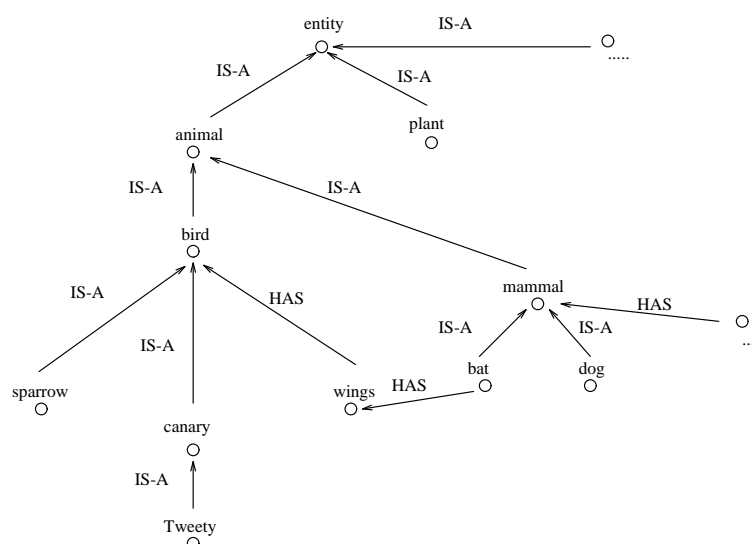 entity
IS-A
.....
IS-A
IS-A
plant
animal
IS-A
IS-A
bird
mammal
IS-A
HAS
HAS
IS-A
IS-A
IS-A
...
sparrow
wings
HAS
bat
dog
canary
IS-A
Tweety